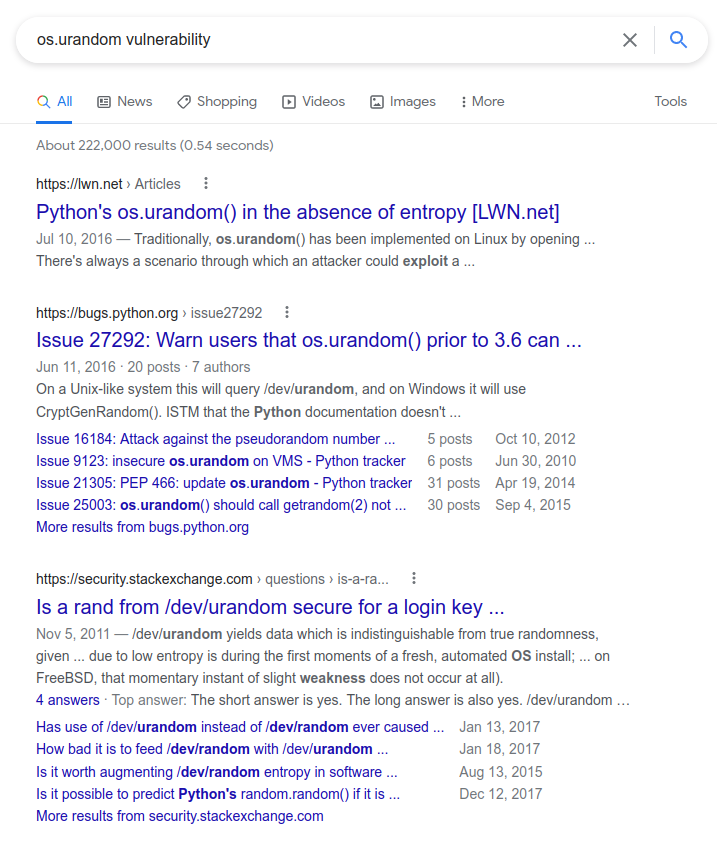 os.urandom vulnerability
All News Shopping Videos Images More Tools
About 222,000 results (0.54 seconds)
https://lwn.net › Articles
Python's os.urandom() in the absence of entropy [LWN.net]
Jul 10, 2016 — Traditionally, os.urandom() has been implemented on Linux by opening ...
There's always a scenario through which an attacker could exploit a ...
https://bugs.python.org › issue27292
Issue 27292: Warn users that os.urandom() prior to 3.6 can ...
Jun 11, 2016 · 20 posts · 7 authors
On a Unix-like system this will query /dev/urandom, and on Windows it will use
CryptGenRandom(). ISTM that the Python documentation doesn't ...
Issue 16184: Attack against the pseudorandom number ... 5 posts Oct 10, 2012
Issue 9123: insecure os.urandom on VMS - Python tracker 6 posts Jun 30, 2010
Issue 21305: PEP 466: update os.urandom - Python tracker 31 posts Apr 19, 2014
Issue 25003: os.urandom() should call getrandom(2) not ... 30 posts Sep 4, 2015
More results from bugs.python.org
https://security.stackexchange.com › questions › is-a-ra...
Is a rand from /dev/urandom secure for a login key ...
Nov 5, 2011 — /dev/urandom yields data which is indistinguishable from true randomness,
given ... due to low entropy is during the first moments of a fresh, automated OS install; ... on
FreeBSD, that momentary instant of slight weakness does not occur at all).
4 answers · Top answer: The short answer is yes. The long answer is also yes. /dev/urandom …
Has use of /dev/urandom instead of /dev/random ever caused ... Jan 13, 2017
How bad it is to feed /dev/random with /dev/urandom ... Jan 18, 2017
Is it worth augmenting /dev/random entropy in software ... Aug 13, 2015
Is it possible to predict Python's random.random() if it is ... Dec 12, 2017
More results from security.stackexchange.com